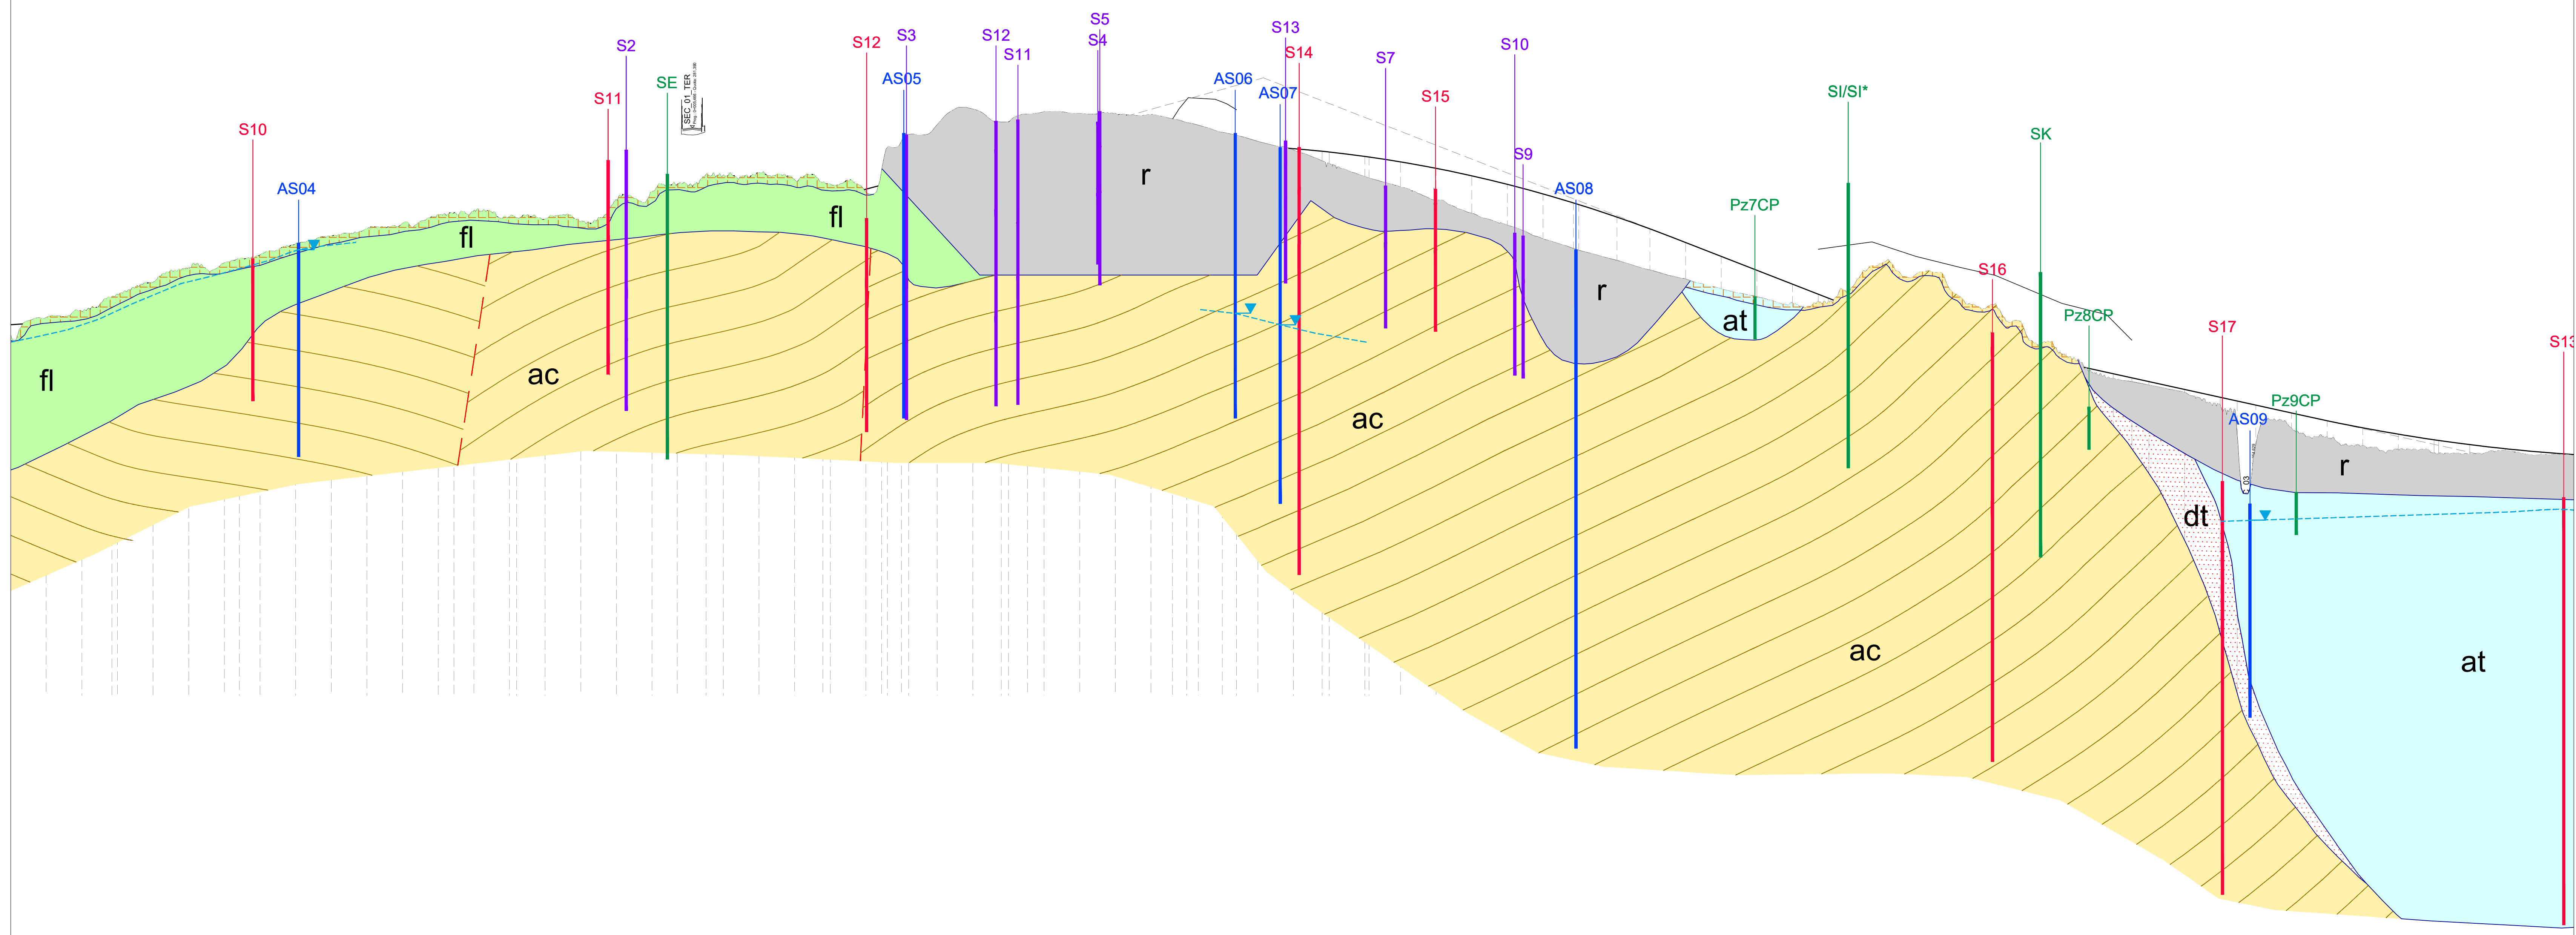 S5
S13
S3
S12
S4
S12
S2
S10
S14
S11
S7
AS05
AS06
SE
SEC_01_TER
SI/SI*
AS07
S15
S11
S10
SK
S9
AS04
AS08
r
Pz7CP
fl
fl
S16
r
Pz8CP
at
S17
S13
fl
ac
Pz9CP
ac
AS09
r
03
dt
ac
at